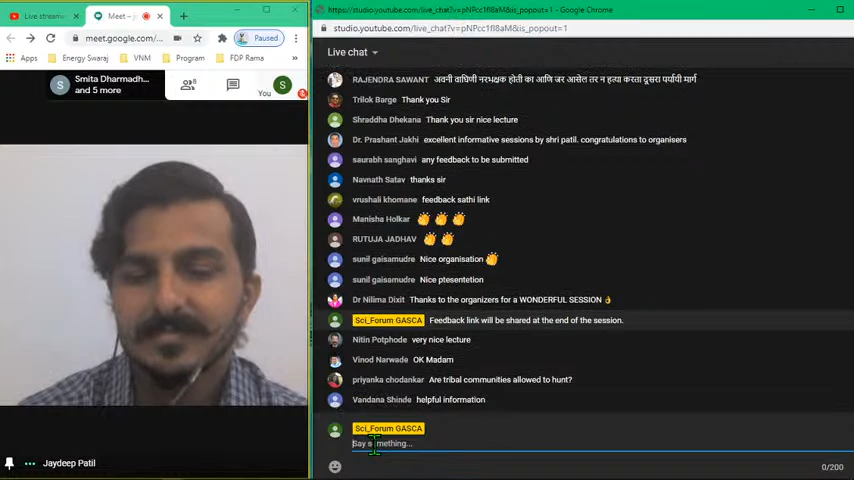 https://studio.youtube.com/live_chat?v=pNPcc1fI8aM&is_popout=1 - Google Chrome
Live stream
Meet –
studio.youtube.com/live_chat?v=pNPcc1fI8aM&is_popout=1
meet.google.com/...
Paused
Apps
Energy Swaraj
VNM
Program
FDP Rama
Live chat
Smita Dharmadh...
and 5 more
8
You
S
S
RAJENDRA SAWANT अवनी वाघिणी नरभक्षक होती का आणि जर आसेल तर न हत्या करता दूसरा पर्यायी मार्ग
Trilok Barge Thank you Sir
Shraddha Dhekana Thank you sir nice lecture
Dr. Prashant Jakhi excellent informative sessions by shri patil. congratulations to organisers
saurabh sanghavi any feedback to be submitted
Navnath Satav thanks sir
vrushali khomane feedback sathi link
Manisha Holkar 👏 👏 👏
RUTUJA JADHAV 👏 👏
sunil gaisamudre Nice organisation 👏
sunil gaisamudre Nice ptesentetion
Dr Nilima Dixit Thanks to the organizers for a WONDERFUL SESSION 👌
Sci_Forum GASCA Feedback link will be shared at the end of the session.
Nitin Potphode very nice lecture
Vinod Narwade OK Madam
priyanka chodankar Are tribal communities allowed to hunt?
Vandana Shinde helpful information
Sci_Forum GASCA
Say something...
Jaydeep Patil
0/200